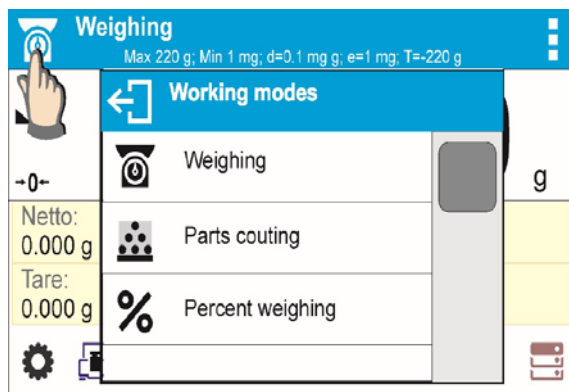 Weighing
Max 220 g; Min 1 mg; d=0.1 mg g; e=1 mg; T=-220 g
Working modes
Weighing
→0←
g
Netto:
0.000 g
Parts couting
Tare:
0.000 g
Percent weighing